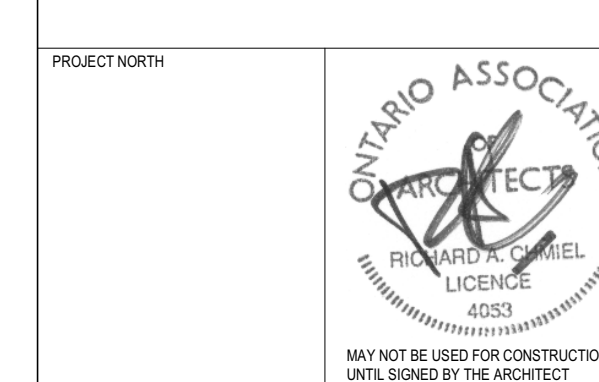 PROJECT NORTH
ONTARIO ASSOCIATION
OF
ARCHITECTS
RICHARD A. CHMIEL
LICENCE
4053
MAY NOT BE USED FOR CONSTRUCTIO
UNTIL SIGNED BY THE ARCHITECT